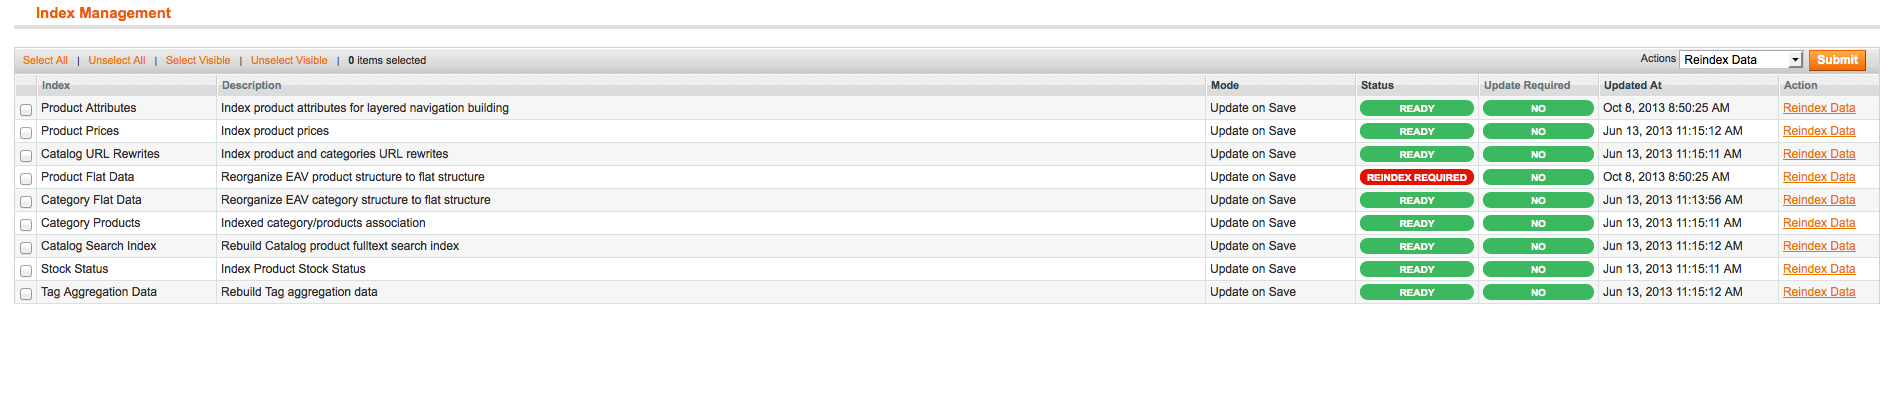 Index Management
Select All | Unselect All | Select Visible | Unselect Visible | 0 items selected Actions Reindex Data Submit
Index Description Mode Status Update Required Updated At Action
Product Attributes Index product attributes for layered navigation building Update on Save READY NO Oct 8, 2013 8:50:25 AM Reindex Data
Product Prices Index product prices Update on Save READY NO Jun 13, 2013 11:15:12 AM Reindex Data
Catalog URL Rewrites Index product and categories URL rewrites Update on Save READY NO Jun 13, 2013 11:15:11 AM Reindex Data
Product Flat Data Reorganize EAV product structure to flat structure Update on Save REINDEX REQUIRED NO Oct 8, 2013 8:50:25 AM Reindex Data
Category Flat Data Reorganize EAV category structure to flat structure Update on Save READY NO Jun 13, 2013 11:13:56 AM Reindex Data
Category Products Indexed category/products association Update on Save READY NO Jun 13, 2013 11:15:11 AM Reindex Data
Catalog Search Index Rebuild Catalog product fulltext search index Update on Save READY NO Jun 13, 2013 11:15:12 AM Reindex Data
Stock Status Index Product Stock Status Update on Save READY NO Jun 13, 2013 11:15:11 AM Reindex Data
Tag Aggregation Data Rebuild Tag aggregation data Update on Save READY NO Jun 13, 2013 11:15:12 AM Reindex Data